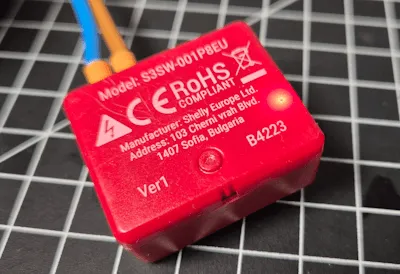 Model: S3SW-001P8EU
CE RoHS
COMPLIANT
Manufacturer: Shelly Europe Ltd.
Address: 103 Cherni vrah Blvd.
1407 Sofia, Bulgaria
Ver1
B4223